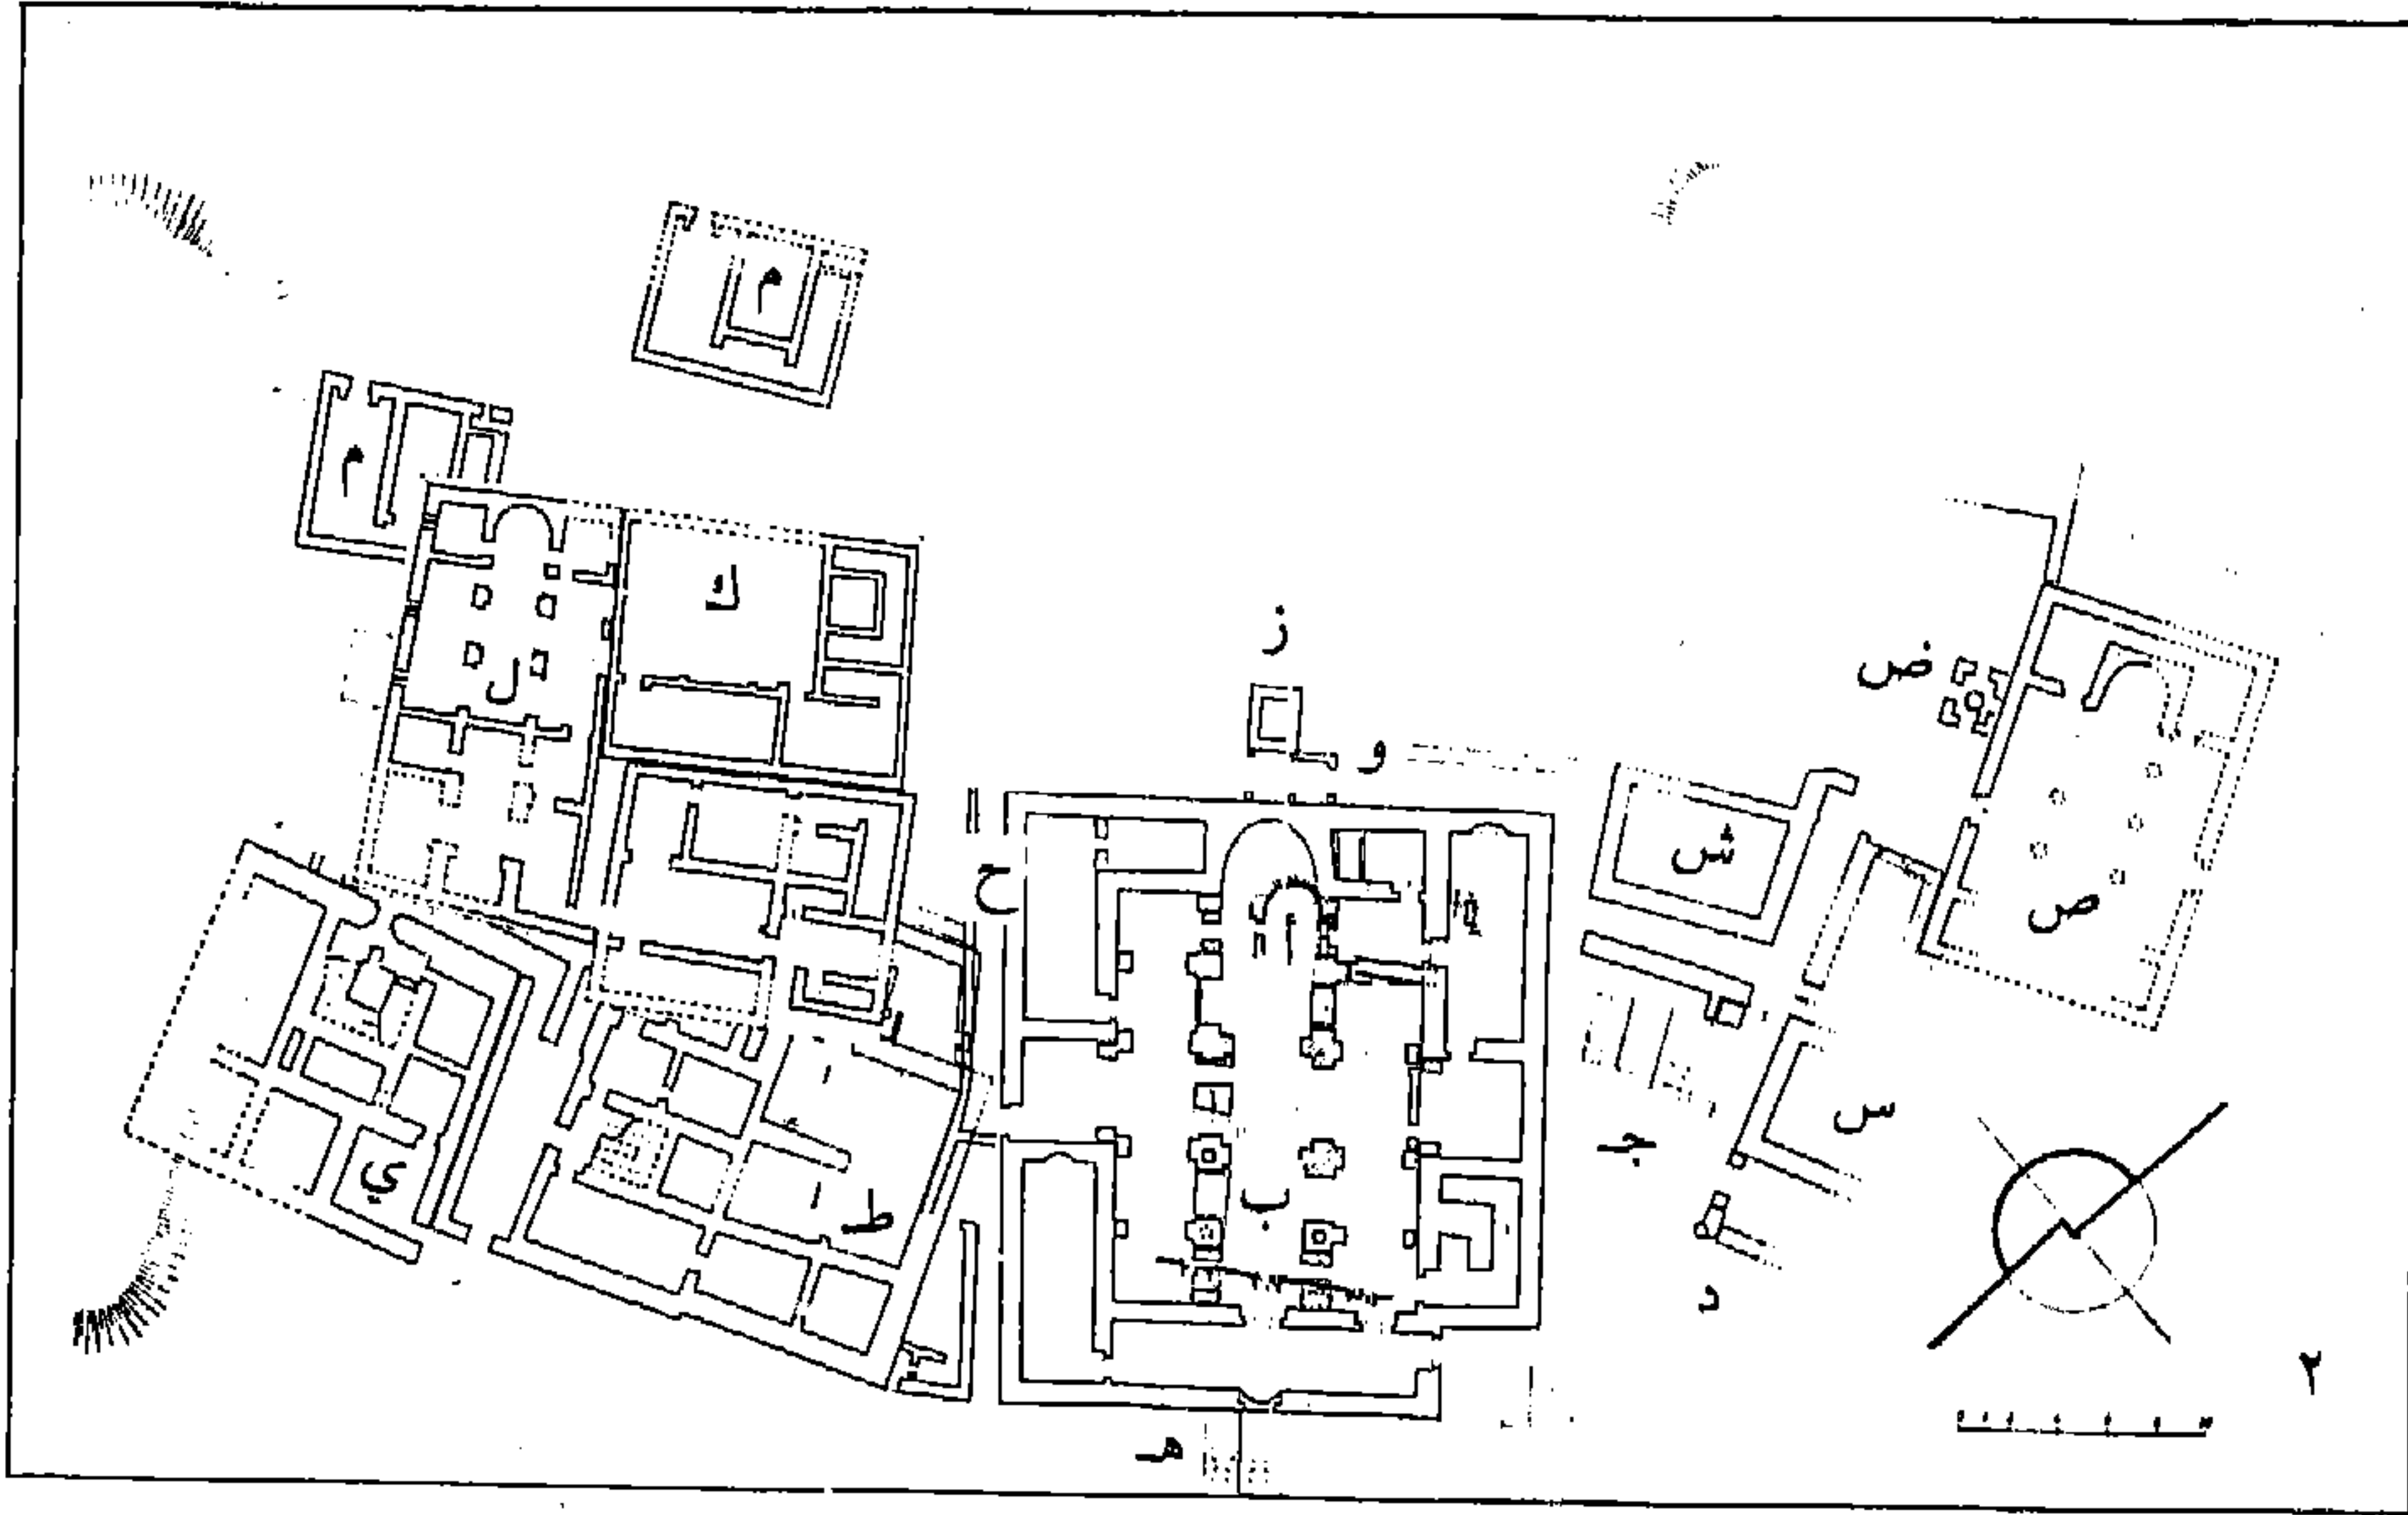 م
م
ك
ل
ز
و
ض
ش
ص
ح
ب
س
جـ
ي
ط
د
هـ
٢